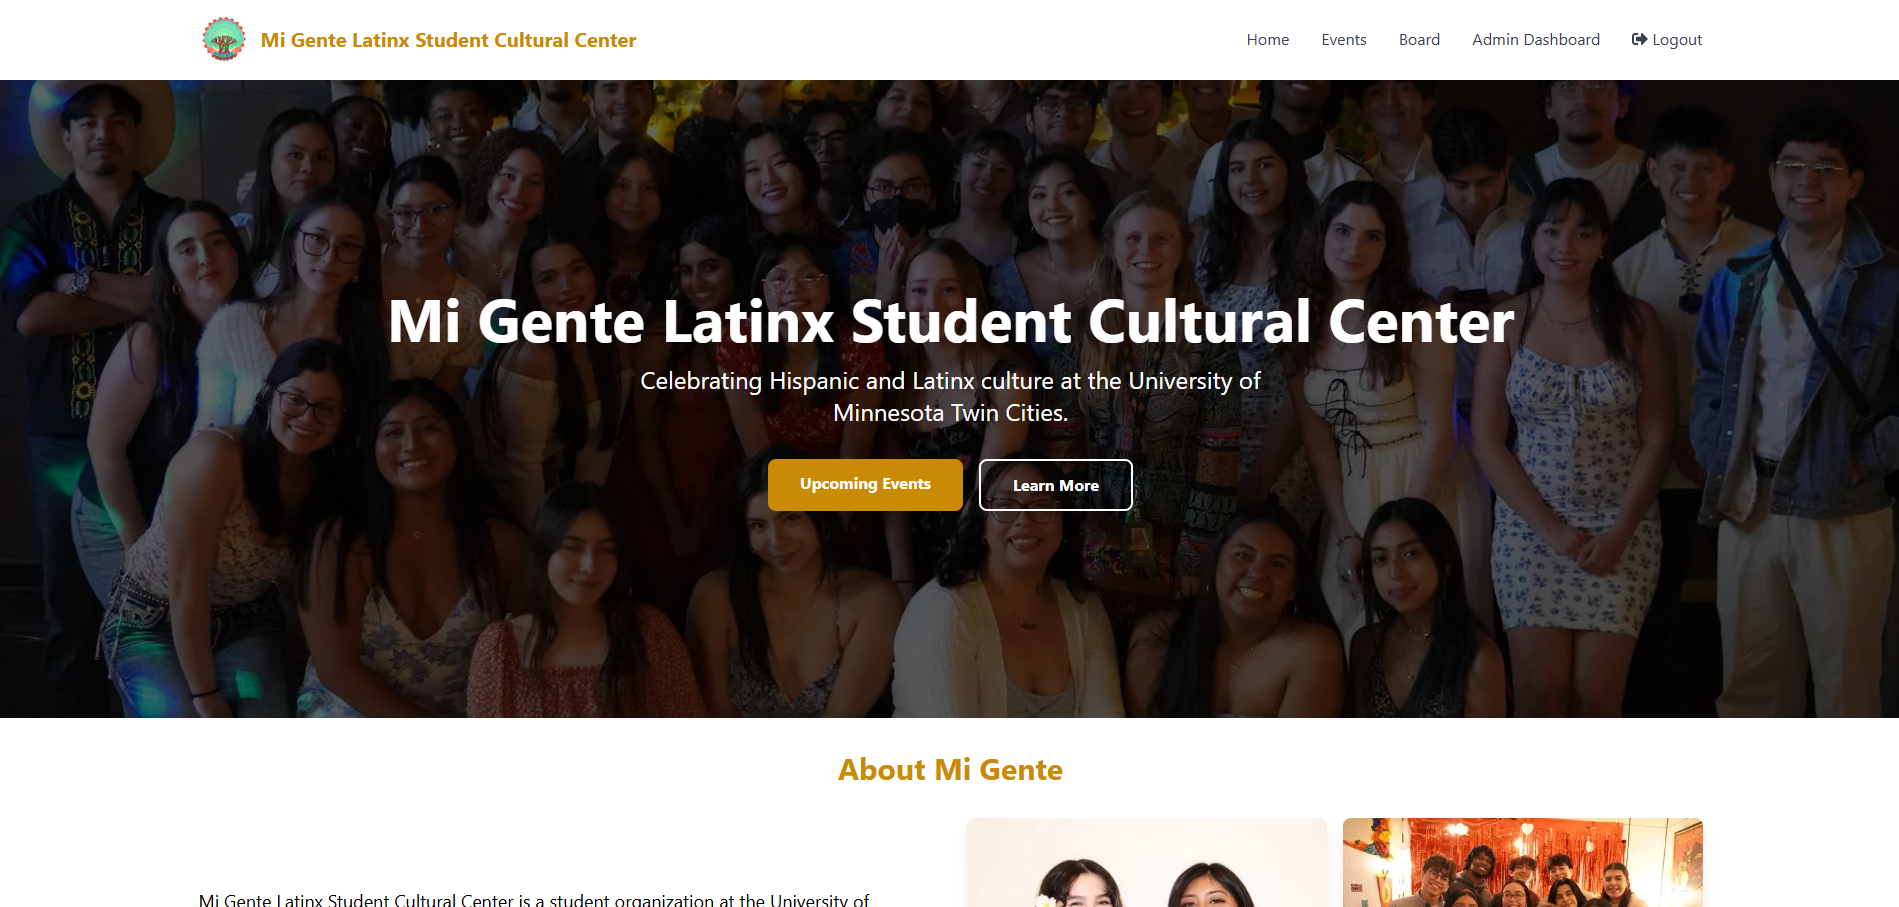 Mi Gente Latinx Student Cultural Center
Home
Events
Board
Admin Dashboard
Logout
Mi Gente Latinx Student Cultural Center
Celebrating Hispanic and Latinx culture at the University of
Minnesota Twin Cities.
Upcoming Events
Learn More
About Mi Gente
Mi Gente Latinx Student Cultural Center is a student organization at the University of